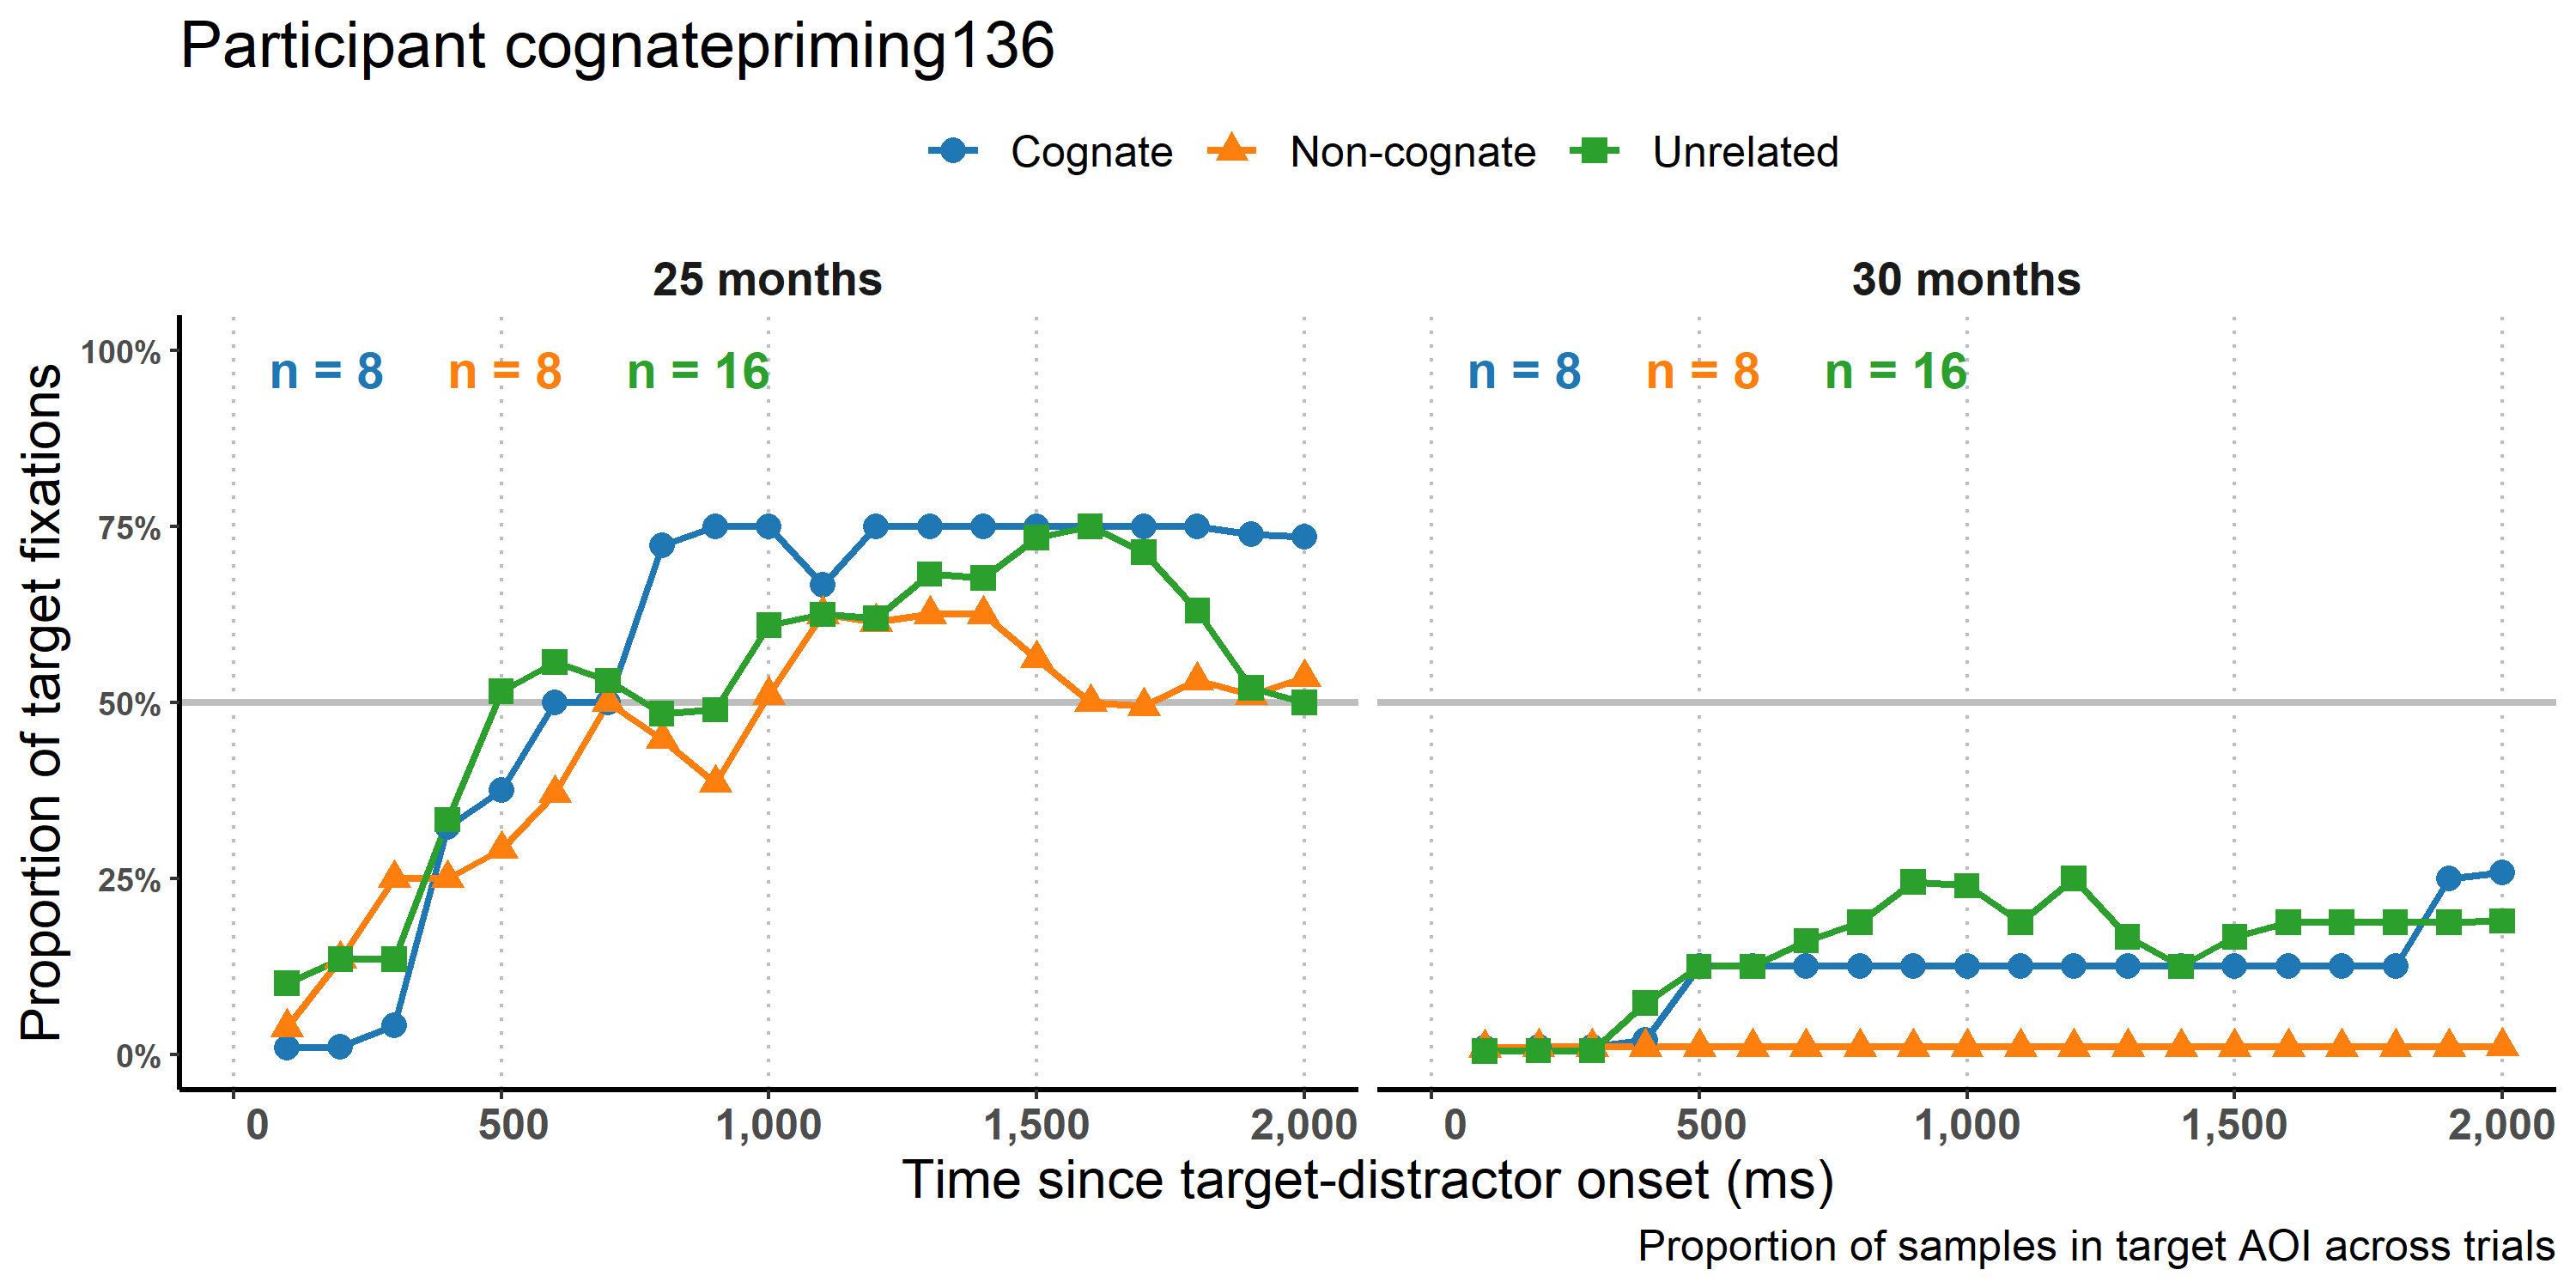 Participant cognatepriming136
Cognate Non-cognate Unrelated
25 months 30 months
n = 8 n = 8 n = 16 n = 8 n = 8 n = 16
Proportion of target fixations
100%
75%
50%
25%
0%
0 500 1,000 1,500 2,000 0 500 1,000 1,500 2,000
Time since target-distractor onset (ms)
Proportion of samples in target AOI across trials